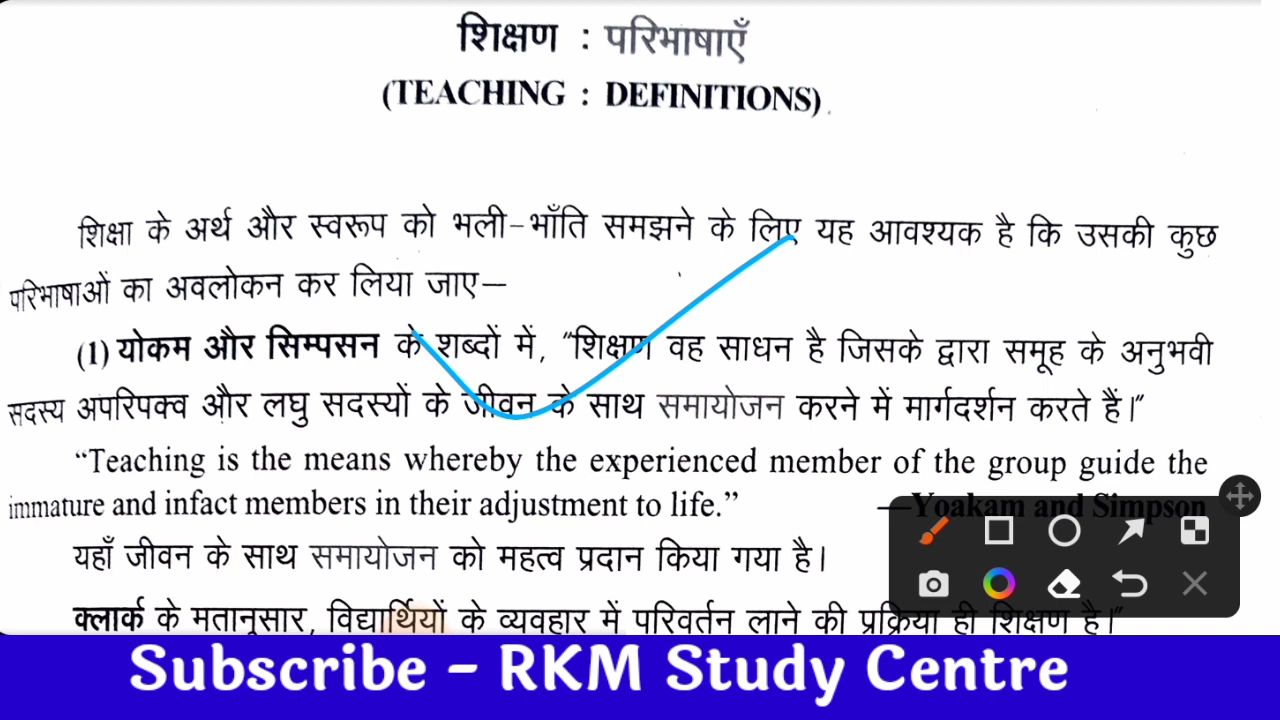 शिक्षण : परिभाषाएँ
(TEACHING : DEFINITIONS)
शिक्षा के अर्थ और स्वरूप को भली-भाँति समझने के लिए यह आवश्यक है कि उसकी कुछ
परिभाषाओं का अवलोकन कर लिया जाए—
(1) योकम और सिम्पसन के शब्दों में, “शिक्षण वह साधन है जिसके द्वारा समूह के अनुभवी
सदस्य अपरिपक्व और लघु सदस्यों के जीवन के साथ समायोजन करने में मार्गदर्शन करते हैं।”
“Teaching is the means whereby the experienced member of the group guide the
immature and infact members in their adjustment to life.” —Yoakam and Simpson
यहाँ जीवन के साथ समायोजन को महत्व प्रदान किया गया है।
क्लार्क के मतानुसार, विद्यार्थियों के व्यवहार में परिवर्तन लाने की प्रक्रिया ही शिक्षण है।”
Subscribe - RKM Study Centre